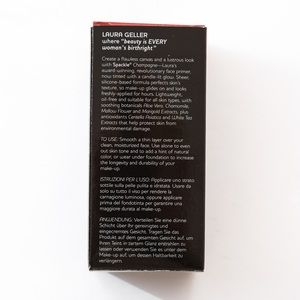 LAURA GELLER
where "beauty is EVERY
woman's birthright"
Create a flawless canvas and a lustrous look
with Spackle® Champagne—Laura's
award-winning, revolutionary face primer,
now tinted with a candle-lit glow. Sheer,
silicone-based formula perfects skin's
texture, so make-up glides on and looks
freshly applied for hours. Lightweight,
oil-free and suitable for all skin types, with
soothing botanicals Aloe Vera, Chamomile,
Mallow Flower and Marigold Extracts, plus
antioxidants Centella Asiatica and White Tea
Extracts that help protect skin from
environmental damage.
TO USE: Smooth a thin layer over your
clean, moisturized face. Use alone to even
out skin tone and to add a hint of natural
color, or wear under foundation to increase
the longevity and durability of your
make-up.
ISTRUZIONI PER L'USO: Applicare uno strato
sottile sulla pelle pulita e idratata. Usare da
solo su tutto il viso per rendere la
carnagione luminosa, oppure applicare
prima del fondotinta per garantire una
maggiore durata al make-up.
ANWENDUNG: Verteilen Sie eine dünne
Schicht über Ihr gereinigtes und
eingecremtes Gesicht. Tragen Sie das
Produkt auf dem gesamten Gesicht auf, um
Ihren Teins in zartem Glanz erstrahlen zu
lassen oder verwenden Sie es unter dem
Make-up auf, um dessen Haltbarkeit zu
verlängern.